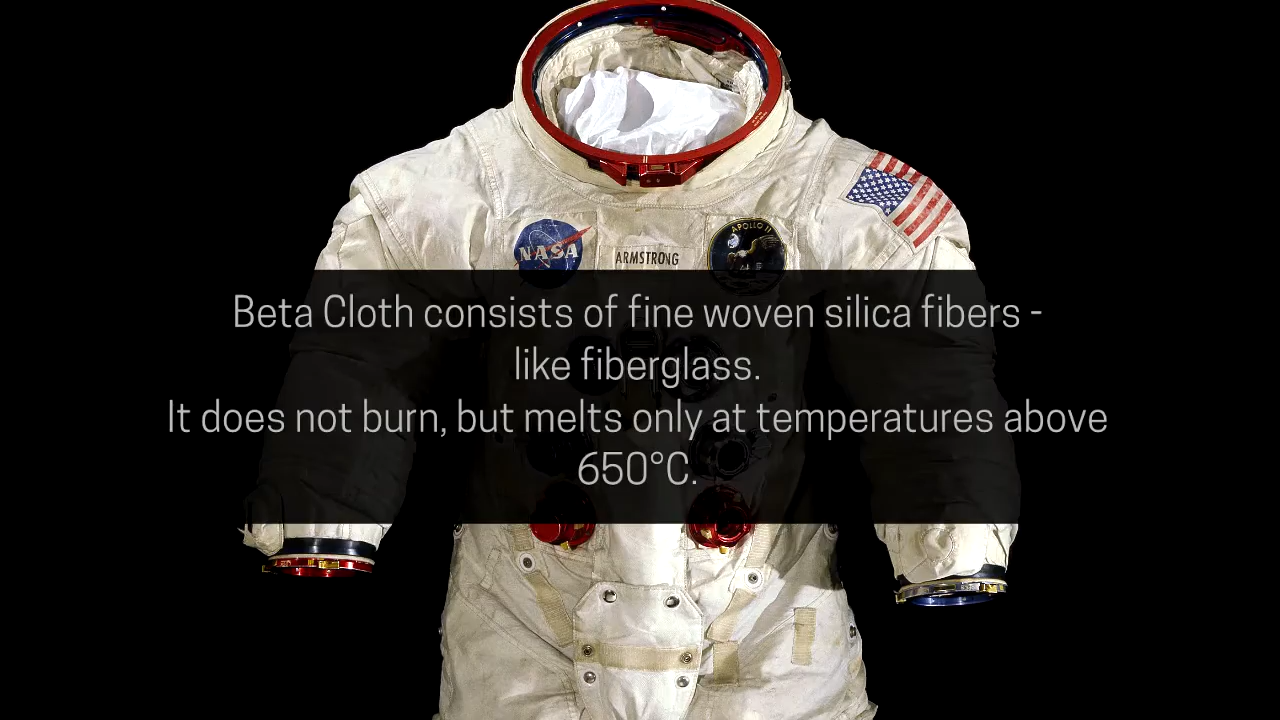 APOLLO 11
NASA
ARMSTRONG
Beta Cloth consists of fine woven silica fibers -
like fiberglass.
It does not burn, but melts only at temperatures above
650°C.